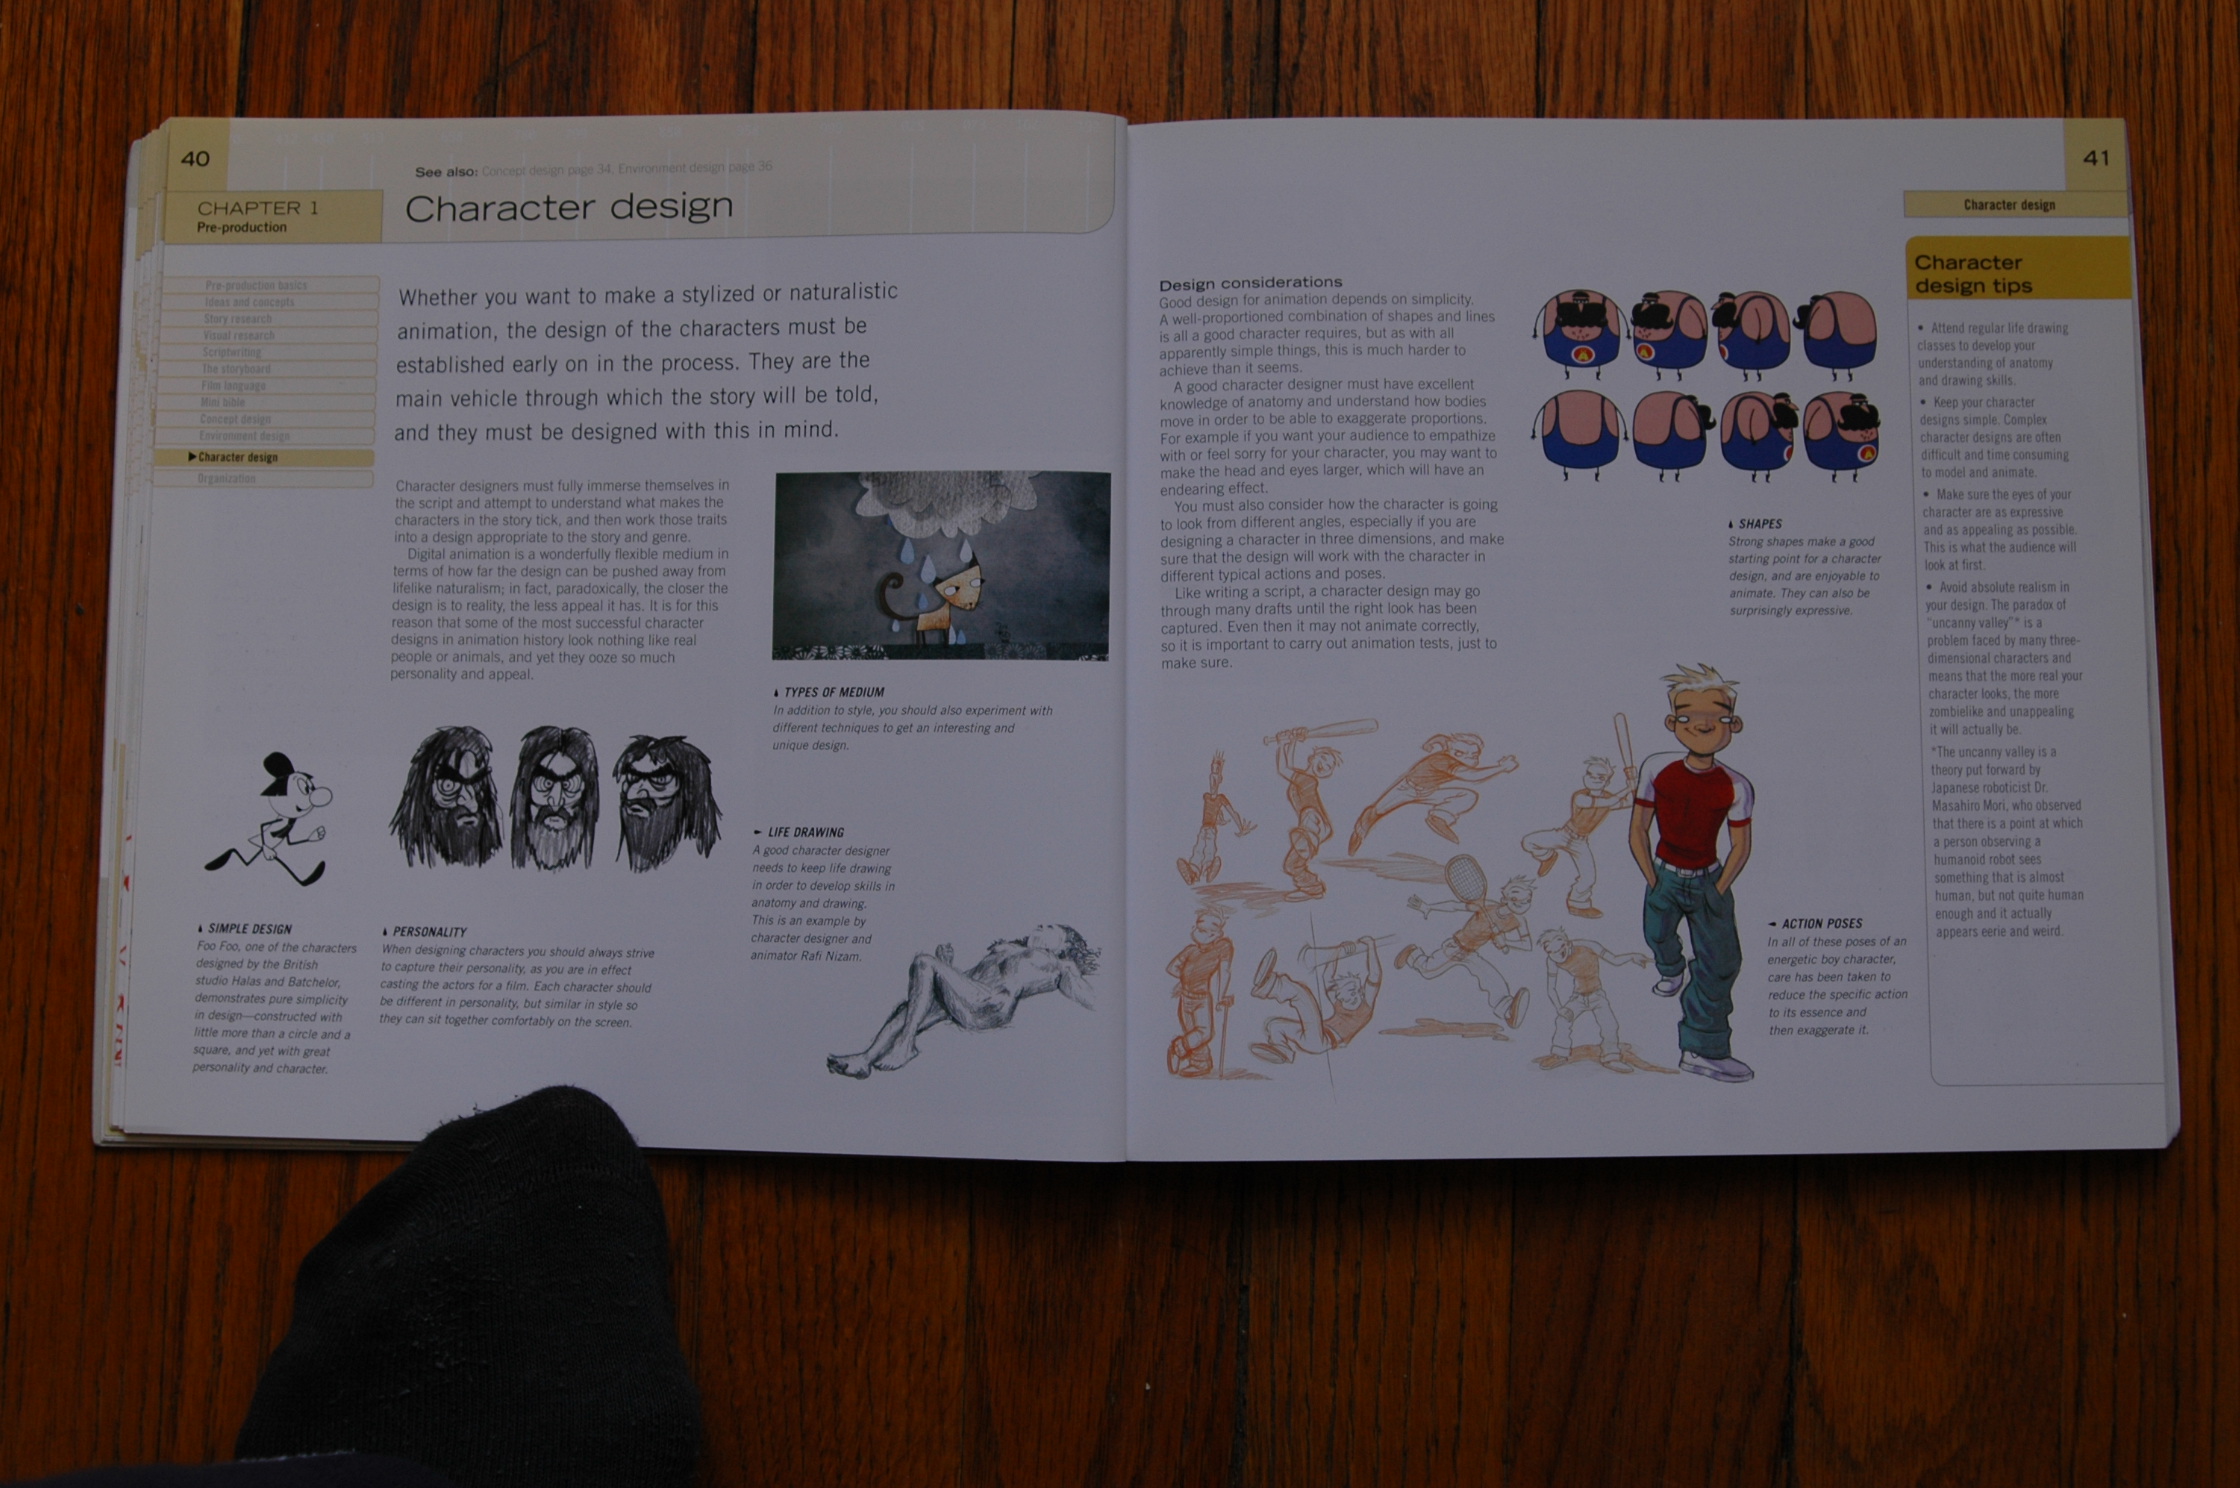 40
See also: Concept design page 34, Environment design page 36
CHAPTER 1
Pre-production
Character design
Pre-production basics
Ideas and concepts
Story research
Visual research
Scriptwriting
The storyboard
Film language
Mini bible
Concept design
Environment design
Character design
Organization
Whether you want to make a stylized or naturalistic
animation, the design of the characters must be
established early on in the process. They are the
main vehicle through which the story will be told,
and they must be designed with this in mind.
Character designers must fully immerse themselves in
the script and attempt to understand what makes the
characters in the story tick, and then work those traits
into a design appropriate to the story and genre.
Digital animation is a wonderfully flexible medium in
terms of how far the design can be pushed away from
lifelike naturalism; in fact, paradoxically, the closer the
design is to reality, the less appeal it has. It is for this
reason that some of the most successful character
designs in animation history look nothing like real
people or animals, and yet they ooze so much
personality and appeal.
TYPES OF MEDIUM
In addition to style, you should also experiment with
different techniques to get an interesting and
unique design.
LIFE DRAWING
A good character designer
needs to keep life drawing
in order to develop skills in
anatomy and drawing.
This is an example by
character designer and
animator Rafi Nizam.
SIMPLE DESIGN
Foo Foo, one of the characters
designed by the British
studio Halas and Batchelor,
demonstrates pure simplicity
in design—constructed with
little more than a circle and a
square, and yet with great
personality and character.
PERSONALITY
When designing characters you should always strive
to capture their personality, as you are in effect
casting the actors for a film. Each character should
be different in personality, but similar in style so
they can sit together comfortably on the screen.
41
Character design
Design considerations
Good design for animation depends on simplicity.
A well-proportioned combination of shapes and lines
is all a good character requires, but as with all
apparently simple things, this is much harder to
achieve than it seems.
A good character designer must have excellent
knowledge of anatomy and understand how bodies
move in order to be able to exaggerate proportions.
For example if you want your audience to empathize
with or feel sorry for your character, you may want to
make the head and eyes larger, which will have an
endearing effect.
You must also consider how the character is going
to look from different angles, especially if you are
designing a character in three dimensions, and make
sure that the design will work with the character in
different typical actions and poses.
Like writing a script, a character design may go
through many drafts until the right look has been
captured. Even then it may not animate correctly,
so it is important to carry out animation tests, just to
make sure.
A
A
A
SHAPES
Strong shapes make a good
starting point for a character
design, and are enjoyable to
animate. They can also be
surprisingly expressive.
ACTION POSES
In all of these poses of an
energetic boy character,
care has been taken to
reduce the specific action
to its essence and
then exaggerate it.
Character
design tips
• Attend regular life drawing
classes to develop your
understanding of anatomy
and drawing skills.
• Keep your character
designs simple. Complex
character designs are often
difficult and time consuming
to model and animate.
• Make sure the eyes of your
character are as expressive
and as appealing as possible.
This is what the audience will
look at first.
• Avoid absolute realism in
your design. The paradox of
"uncanny valley"* is a
problem faced by many three-
dimensional characters and
means that the more real your
character looks, the more
zombielike and unappealing
it will actually be.
*The uncanny valley is a
theory put forward by
Japanese roboticist Dr.
Masahiro Mori, who observed
that there is a point at which
a person observing a
humanoid robot sees
something that is almost
human, but not quite human
enough and it actually
appears eerie and weird.